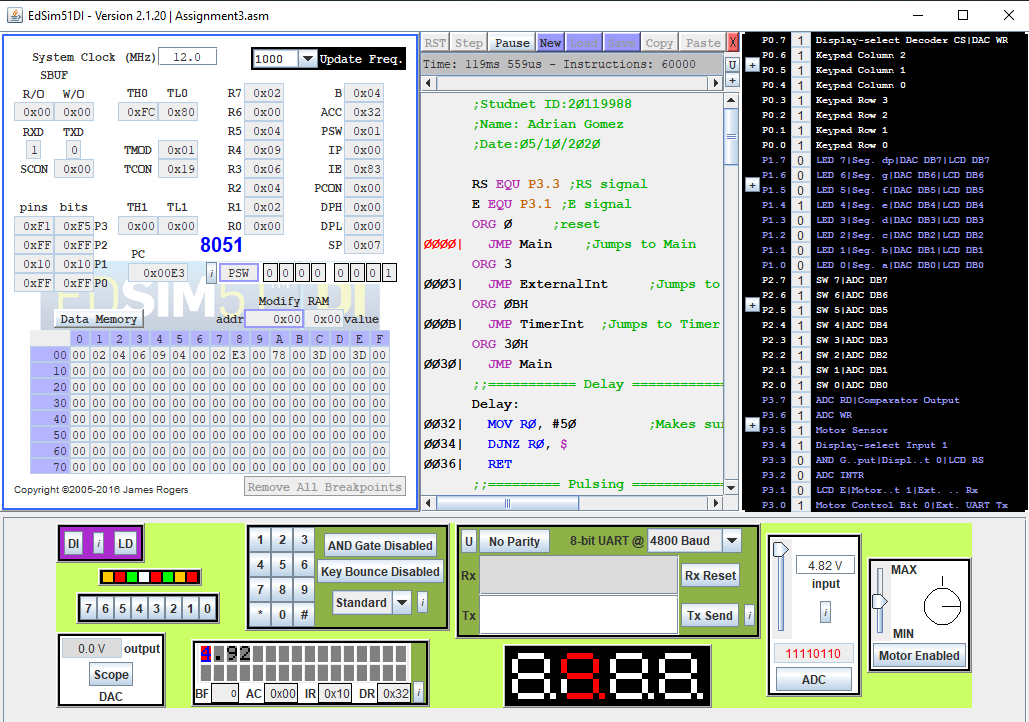 EdSim51DI - Version 2.1.20 | Assignment3.asm
System Clock (MHz) 12.0
1000 Update Freq.
SBUF
R/O W/O TH0 TL0 R7 0x02 B 0x04
0x00 0x00 0xFC 0x80 R6 0x00 ACC 0x32
RXD TXD R5 0x04 PSW 0x01
1 0 TMOD 0x01 R4 0x09 IP 0x00
SCON 0x00 TCON 0x19 R3 0x06 IE 0x83
R2 0x04 PCON 0x00
pins bits TH1 TL1 R1 0x02 DPH 0x00
0xF1 0xF5 P3 0x00 0x00 R0 0x00 DPL 0x00
0xFF 0xFF P2 PC 8051 SP 0x07
0x10 0x10 P1 0x00E3 i PSW 0 0 0 0 0 0 0 1
0xFF 0xFF P0
EDSIM51DI
Modify RAM
Data Memory addr 0x00 0x00 value
0 1 2 3 4 5 6 7 8 9 A B C D E F
00 00 02 04 06 09 04 00 02 E3 00 78 00 3D 00 3D 00
10 00 00 00 00 00 00 00 00 00 00 00 00 00 00 00 00
20 00 00 00 00 00 00 00 00 00 00 00 00 00 00 00 00
30 00 00 00 00 00 00 00 00 00 00 00 00 00 00 00 00
40 00 00 00 00 00 00 00 00 00 00 00 00 00 00 00 00
50 00 00 00 00 00 00 00 00 00 00 00 00 00 00 00 00
60 00 00 00 00 00 00 00 00 00 00 00 00 00 00 00 00
70 00 00 00 00 00 00 00 00 00 00 00 00 00 00 00 00
Copyright ©2005-2016 James Rogers Remove All Breakpoints
RST Step Pause New Load Save Copy Paste X
Time: 119ms 559us - Instructions: 60000 U
;Studnet ID:20119988
;Name: Adrian Gomez
;Date:05/10/2020
RS EQU P3.3 ;RS signal
E EQU P3.1 ;E signal
ORG 0 ;reset
0000| JMP Main ;Jumps to Main
ORG 3
0003| JMP ExternalInt ;Jumps to
ORG 0BH
000B| JMP TimerInt ;Jumps to Timer
ORG 30H
0030| JMP Main
;;=========== Delay ===========
Delay:
0032| MOV R0, #50 ;Makes sur
0034| DJNZ R0, $
0036| RET
;;========= Pulsing ===========
P0.7 1 Display-select Decoder CS|DAC WR
P0.6 1 Keypad Column 2
P0.5 1 Keypad Column 1
P0.4 1 Keypad Column 0
P0.3 1 Keypad Row 3
P0.2 1 Keypad Row 2
P0.1 1 Keypad Row 1
P0.0 1 Keypad Row 0
P1.7 0 LED 7|Seg. dp|DAC DB7|LCD DB7
P1.6 0 LED 6|Seg. g|DAC DB6|LCD DB6
P1.5 0 LED 5|Seg. f|DAC DB5|LCD DB5
P1.4 1 LED 4|Seg. e|DAC DB4|LCD DB4
P1.3 0 LED 3|Seg. d|DAC DB3|LCD DB3
P1.2 0 LED 2|Seg. c|DAC DB2|LCD DB2
P1.1 0 LED 1|Seg. b|DAC DB1|LCD DB1
P1.0 0 LED 0|Seg. a|DAC DB0|LCD DB0
P2.7 1 SW 7|ADC DB7
P2.6 1 SW 6|ADC DB6
P2.5 1 SW 5|ADC DB5
P2.4 1 SW 4|ADC DB4
P2.3 1 SW 3|ADC DB3
P2.2 1 SW 2|ADC DB2
P2.1 1 SW 1|ADC DB1
P2.0 1 SW 0|ADC DB0
P3.7 1 ADC RD|Comparator Output
P3.6 1 ADC WR
P3.5 1 Motor Sensor
P3.4 1 Display-select Input 1
P3.3 0 AND G..put|Displ..t 0|LCD RS
P3.2 0 ADC INTR
P3.1 0 LCD E|Motor..t 1|Ext. .. Rx
P3.0 1 Motor Control Bit 0|Ext. UART Tx
DI i LD
7 6 5 4 3 2 1 0
0.0 V output
Scope
DAC
1 2 3 AND Gate Disabled
4 5 6 Key Bounce Disabled
7 8 9 Standard i
* 0 #
4.92
BF 0 AC 0x00 IR 0x10 DR 0x32 i
U No Parity 8-bit UART @ 4800 Baud
Rx Rx Reset
Tx Tx Send i
8.8.8.8.
4.82 V
input
i
11110110
ADC
MAX
MIN
Motor Enabled